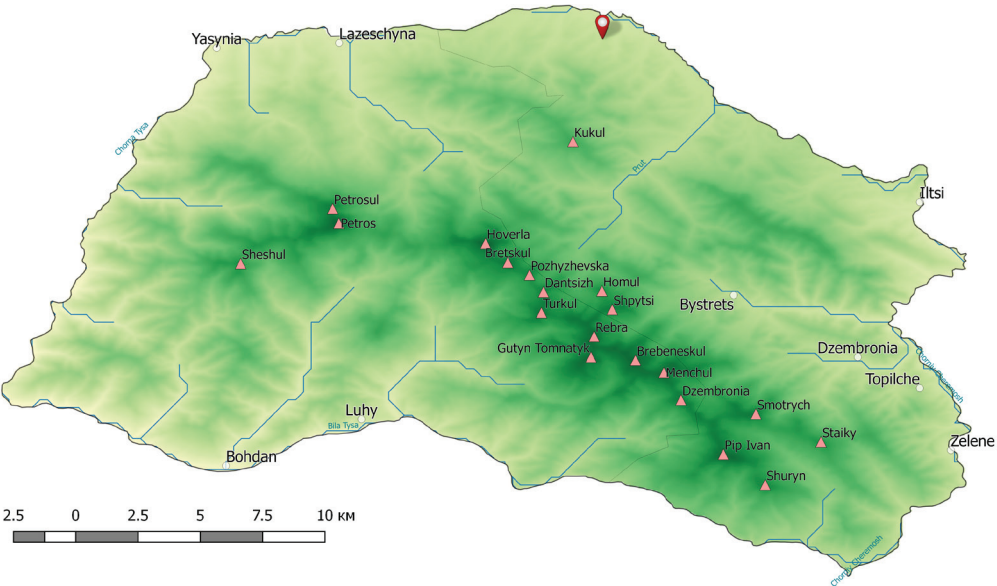 Yasynia
Lazeschyna
Chorna Tysa
Kukul
Prut
Iltsi
Petrosul
Petros
Hoverla
Sheshul
Bretskul
Pozhyzhevska
Dantsizh
Homul
Turkul
Shpytsi
Bystrets
Rebra
Gutyn Tomnatyk
Brebeneskul
Dzembronia
Menchul
Topilche
Dzembronia
Luhy
Smotrych
Bila Tysa
Staiky
Zelene
Bohdan
Pip Ivan
Shuryn
2.5 0 2.5 5 7.5 10 км